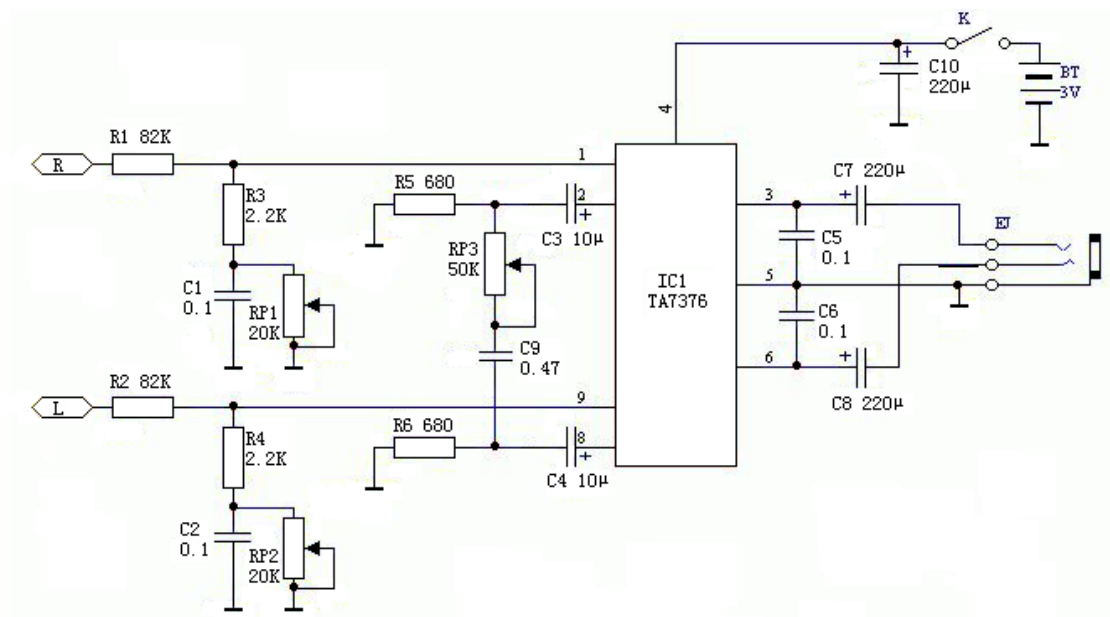 K
C10
220μ
BT
3V
4
R1 82K
R
1
R3
2.2K
R5 680
2
C3 10μ
C7 220μ
+
3
EJ
C5
0.1
RP3
50K
C1
0.1
RP1
20K
IC1
TA7376
5
C6
0.1
C9
0.47
6
+
C8 220μ
R2 82K
L
9
R4
2.2K
R6 680
8
C4 10μ
C2
0.1
RP2
20K
+
+
+